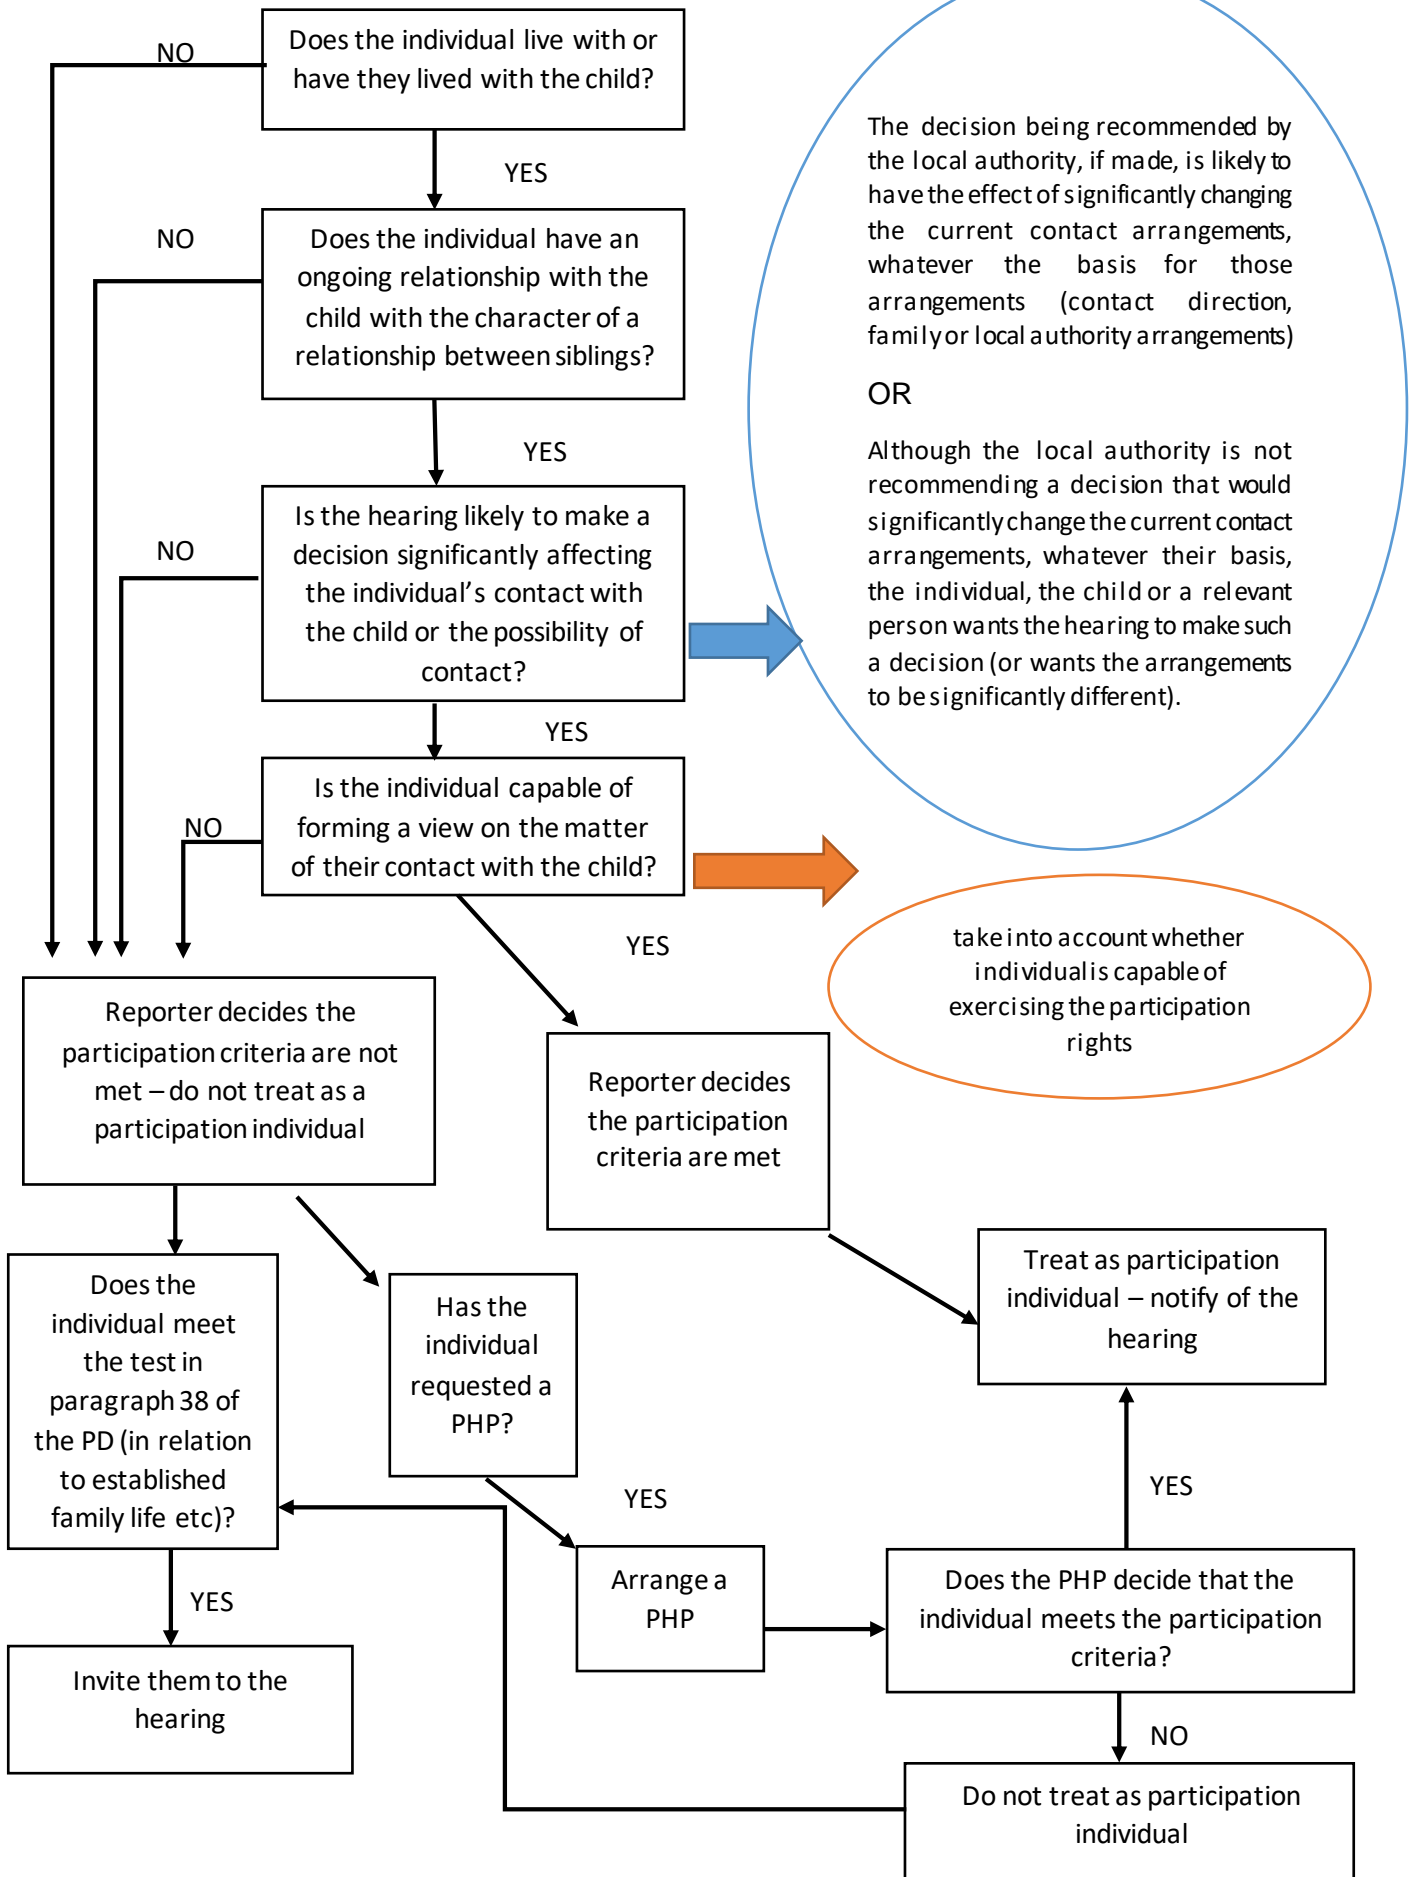 Does the individual live with or
have they lived with the child?
NO
YES
Does the individual have an
ongoing relationship with the
child with the character of a
relationship between siblings?
NO
YES
Is the hearing likely to make a
decision significantly affecting
the individual’s contact with
the child or the possibility of
contact?
NO
YES
The decision being recommended by
the local authority, if made, is likely to
have the effect of significantly changing
the current contact arrangements,
whatever the basis for those
arrangements (contact direction,
family or local authority arrangements)
OR
Although the local authority is not
recommending a decision that would
significantly change the current contact
arrangements, whatever their basis,
the individual, the child or a relevant
person wants the hearing to make such
a decision (or wants the arrangements
to be significantly different).
Is the individual capable of
forming a view on the matter
of their contact with the child?
NO
YES
take into account whether
individual is capable of
exercising the participation
rights
Reporter decides the
participation criteria are not
met – do not treat as a
participation individual
Reporter decides
the participation
criteria are met
Treat as participation
individual – notify of the
hearing
Does the
individual meet
the test in
paragraph 38 of
the PD (in relation
to established
family life etc)?
Has the
individual
requested a
PHP?
YES
YES
Arrange a
PHP
Does the PHP decide that the
individual meets the participation
criteria?
YES
Invite them to the
hearing
NO
Do not treat as participation
individual